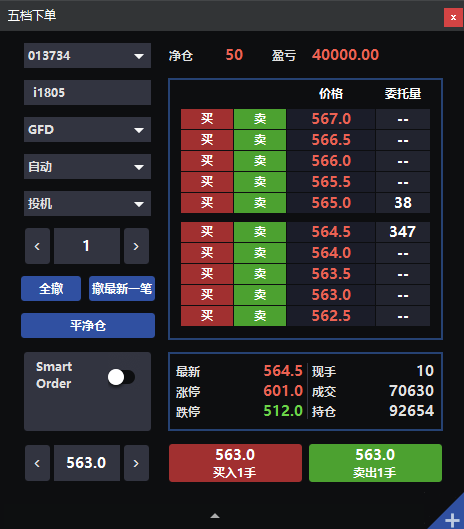 五档下单 x
013734
净仓 50 盈亏 40000.00
i1805
GFD
自动
投机
< 1 >
全撤 撤最新一笔
平净仓
Smart
Order
< 563.0 >
价格 委托量
买 卖 567.0 --
买 卖 566.5 --
买 卖 566.0 --
买 卖 565.5 --
买 卖 565.0 38
买 卖 564.5 347
买 卖 564.0 --
买 卖 563.5 --
买 卖 563.0 --
买 卖 562.5 --
最新 564.5 现手 10
涨停 601.0 成交 70630
跌停 512.0 持仓 92654
563.0 563.0
买入1手 卖出1手